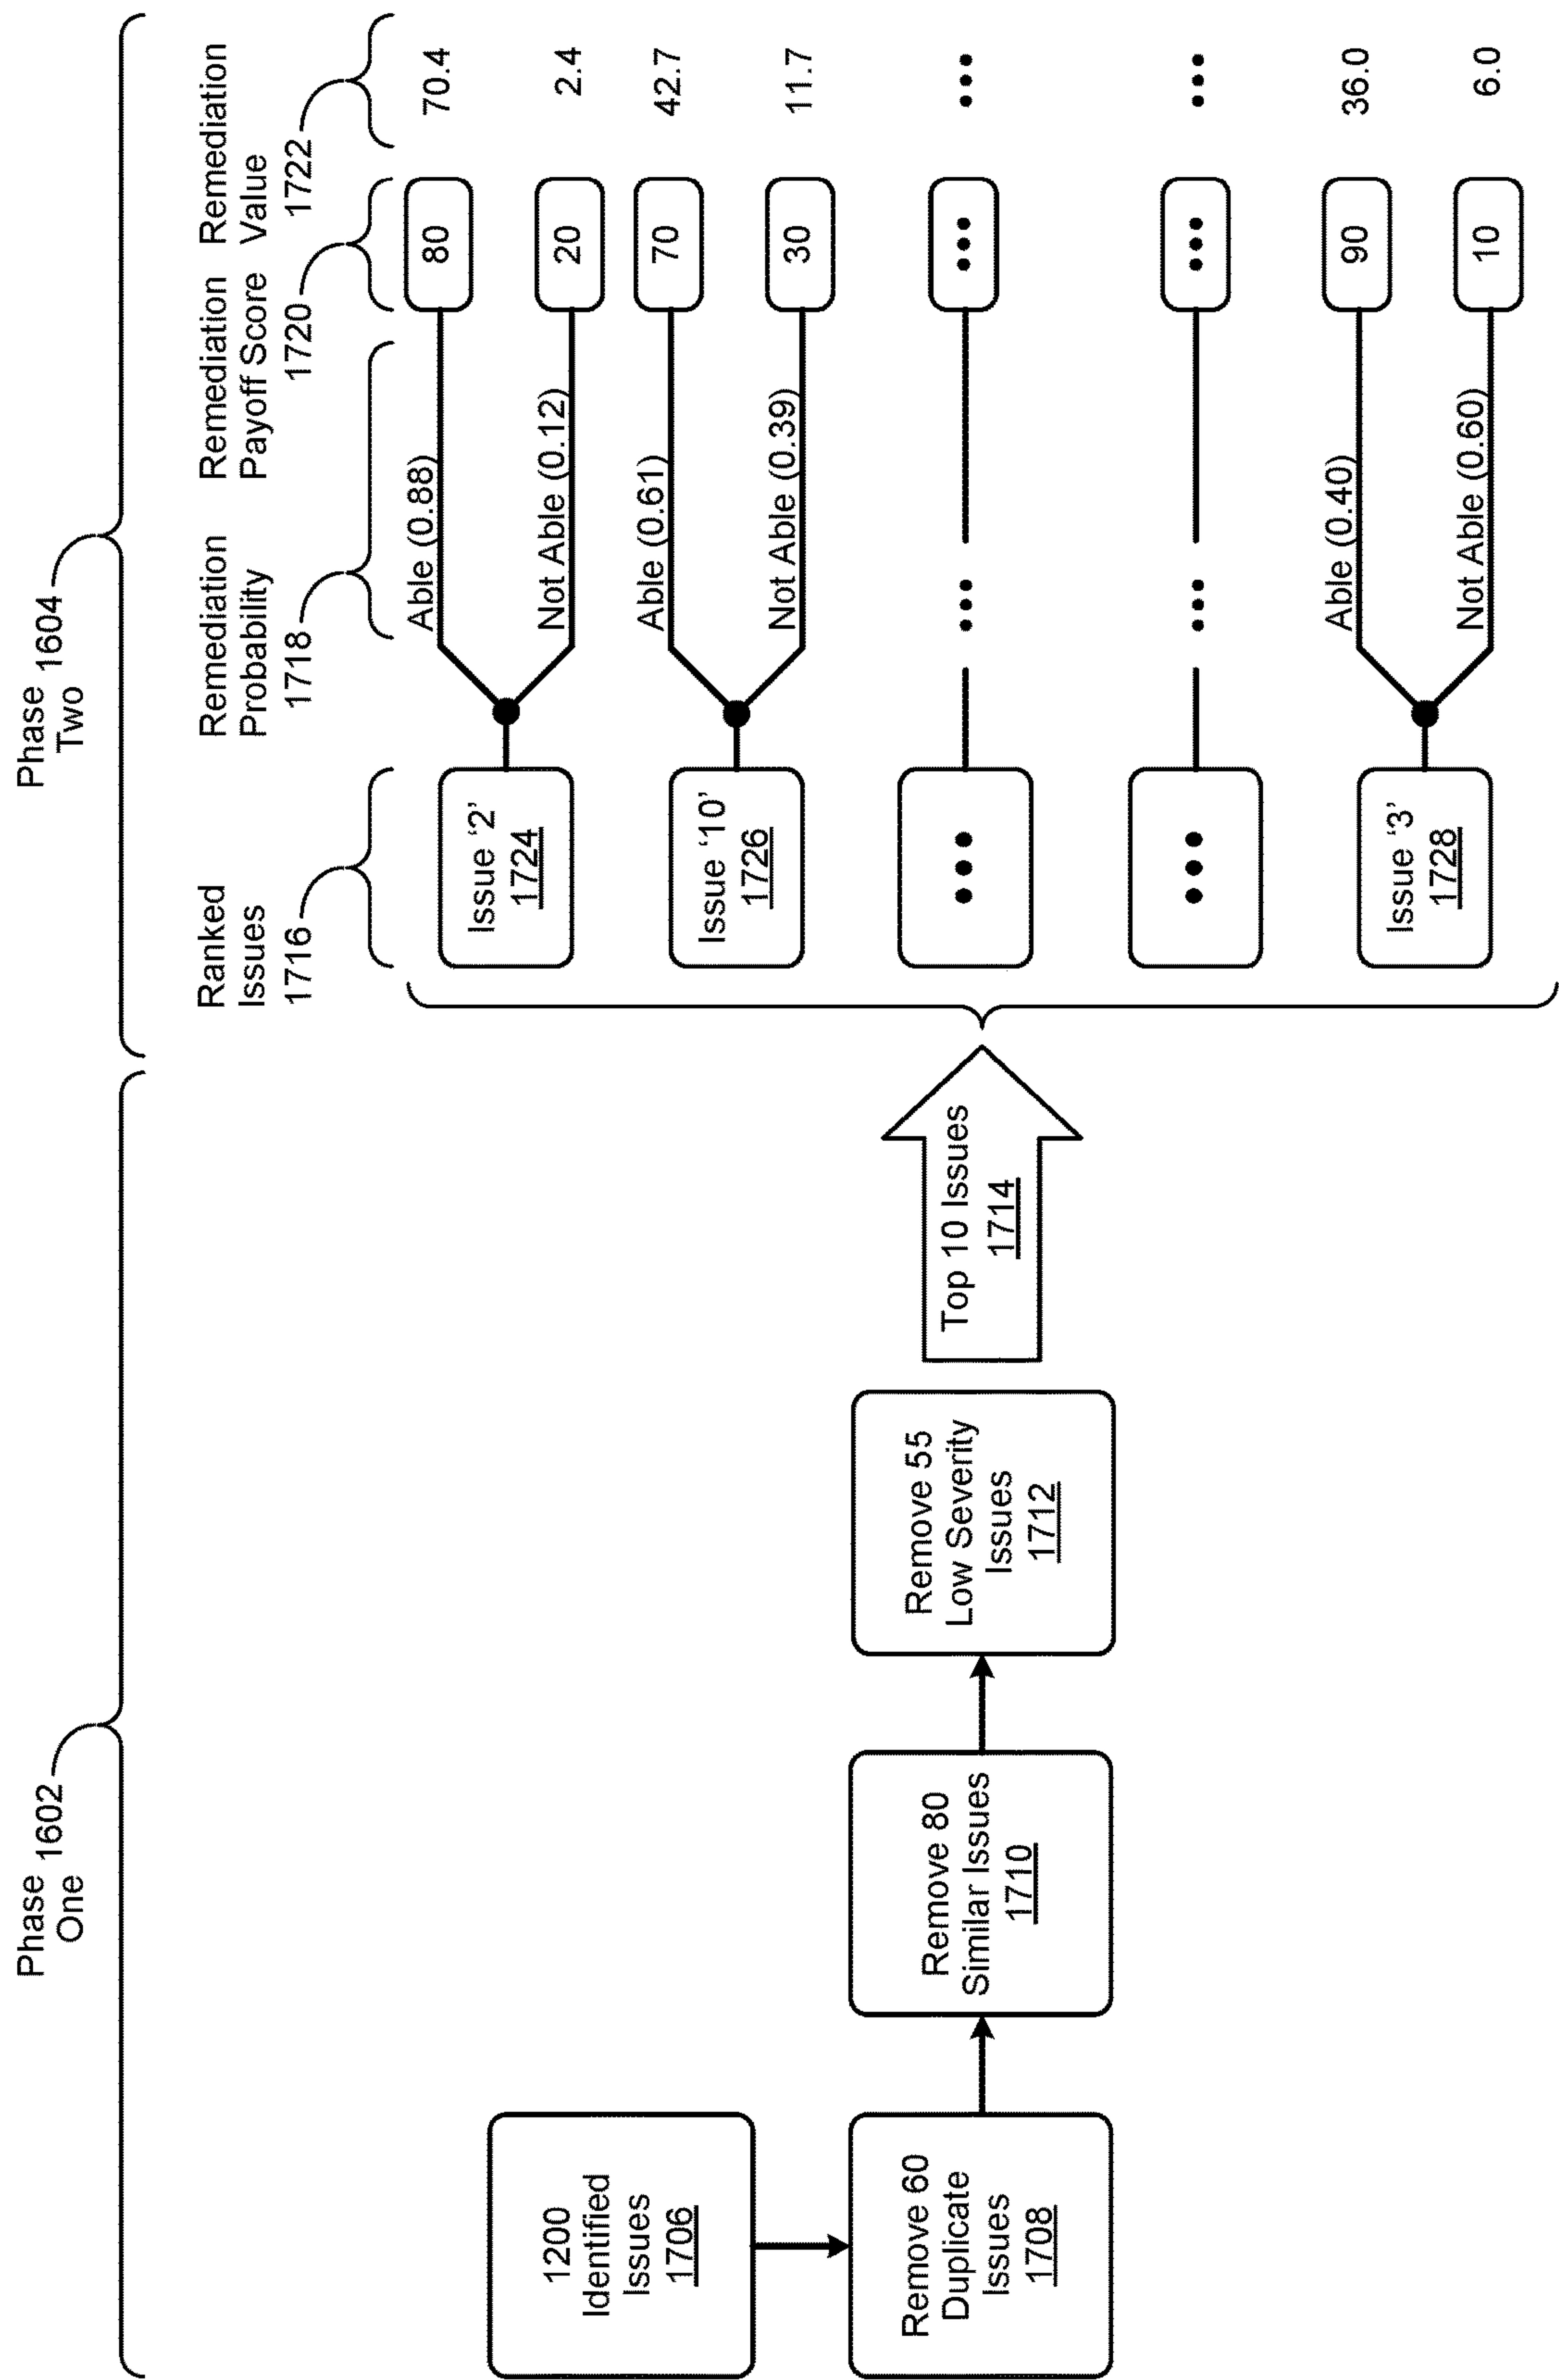 Phase
One
1602
Phase
Two
1604
1200
Identified
Issues
1706
Remove 60
Duplicate
Issues
1708
Remove 80
Similar Issues
1710
Remove 55
Low Severity
Issues
1712
Top 10 Issues
1714
Ranked
Issues
1716
Remediation
Probability
1718
Remediation
Payoff Score
1720
Remediation
Value
1722
Issue ‘2’
1724
Able (0.88)
80
70.4
Not Able (0.12)
20
2.4
Issue ‘10’
1726
Able (0.61)
70
42.7
Not Able (0.39)
30
11.7
Issue ‘3’
1728
Able (0.40)
90
36.0
Not Able (0.60)
10
6.0